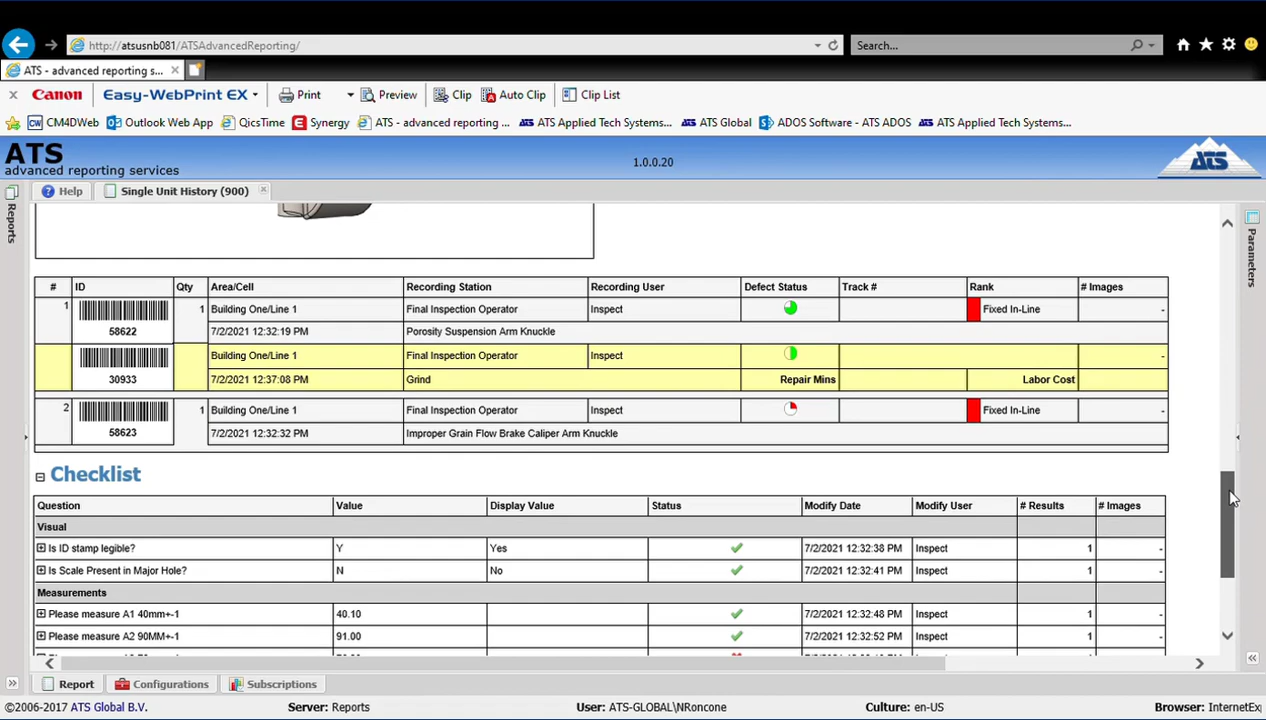 http://atsusnb081/ATSAdvancedReporting/
Search...
ATS - advanced reporting s...
x Canon Easy-WebPrint EX Print Preview Clip Auto Clip Clip List
CM4DWeb Outlook Web App QicsTime Synergy ATS - advanced reporting ... ATS Applied Tech Systems... ATS Global ADOS Software - ATS ADOS ATS Applied Tech Systems...
ATS
advanced reporting services
1.0.0.20
ATS
Reports
Help Single Unit History (900)
Parameters
# ID Qty Area/Cell Recording Station Recording User Defect Status Track # Rank # Images
1 1 Building One/Line 1 Final Inspection Operator Inspect Fixed In-Line -
58622 7/2/2021 12:32:19 PM Porosity Suspension Arm Knuckle
Building One/Line 1 Final Inspection Operator Inspect -
30933 7/2/2021 12:37:08 PM Grind Repair Mins Labor Cost
2 1 Building One/Line 1 Final Inspection Operator Inspect Fixed In-Line -
58623 7/2/2021 12:32:32 PM Improper Grain Flow Brake Caliper Arm Knuckle
Checklist
Question Value Display Value Status Modify Date Modify User # Results # Images
Visual
Is ID stamp legible? Y Yes 7/2/2021 12:32:38 PM Inspect 1 -
Is Scale Present in Major Hole? N No 7/2/2021 12:32:41 PM Inspect 1 -
Measurements
Please measure A1 40mm+-1 40.10 7/2/2021 12:32:48 PM Inspect 1 -
Please measure A2 90MM+-1 91.00 7/2/2021 12:32:52 PM Inspect 1 -
Report Configurations Subscriptions
©2006-2017 ATS Global B.V. Server: Reports User: ATS-GLOBAL\NRoncone Culture: en-US Browser: InternetExp